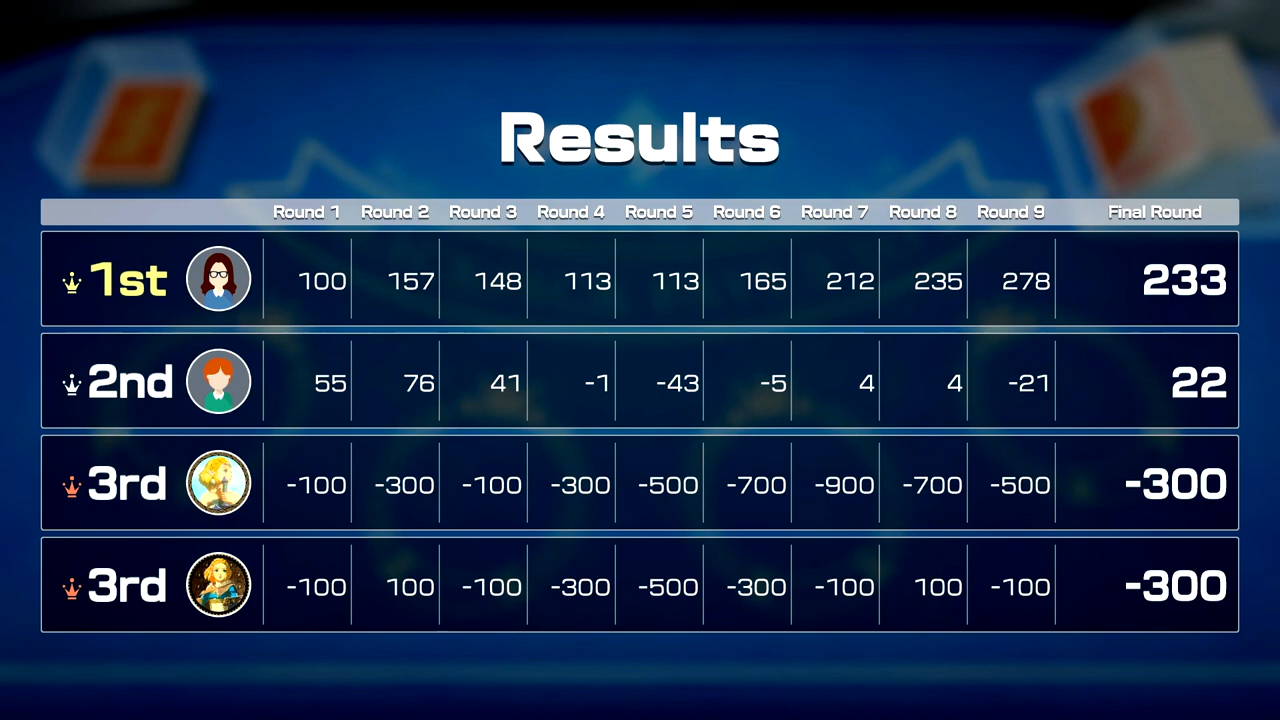 Results
Round 1 Round 2 Round 3 Round 4 Round 5 Round 6 Round 7 Round 8 Round 9 Final Round
1st 100 157 148 113 113 165 212 235 278 233
2nd 55 76 41 -1 -43 -5 4 4 -21 22
3rd -100 -300 -100 -300 -500 -700 -900 -700 -500 -300
3rd -100 100 -100 -300 -500 -300 -100 100 -100 -300